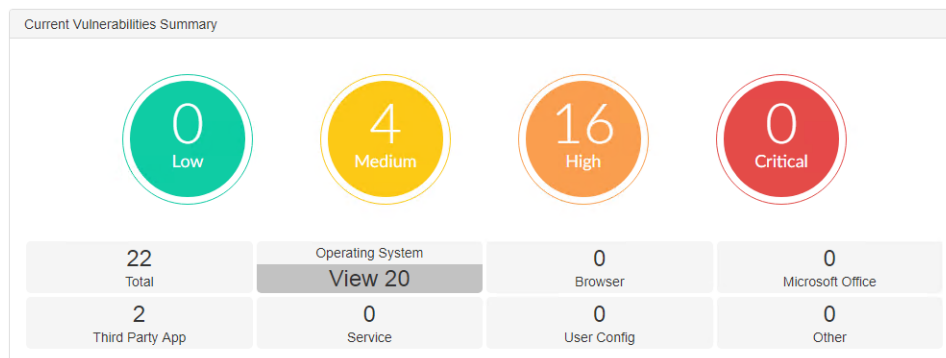 Current Vulnerabilities Summary
0
Low
4
Medium
16
High
0
Critical
22
Total
Operating System
View 20
0
Browser
0
Microsoft Office
2
Third Party App
0
Service
0
User Config
0
Other